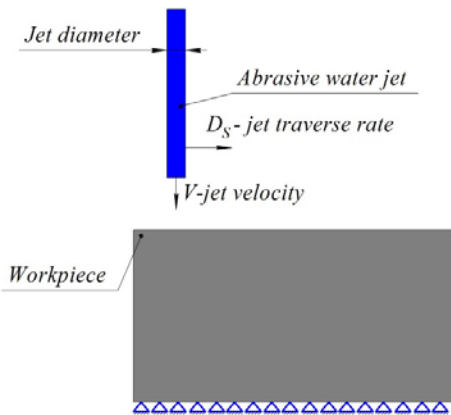 Jet diameter
Abrasive water jet
D_S - jet traverse rate
V-jet velocity
Workpiece